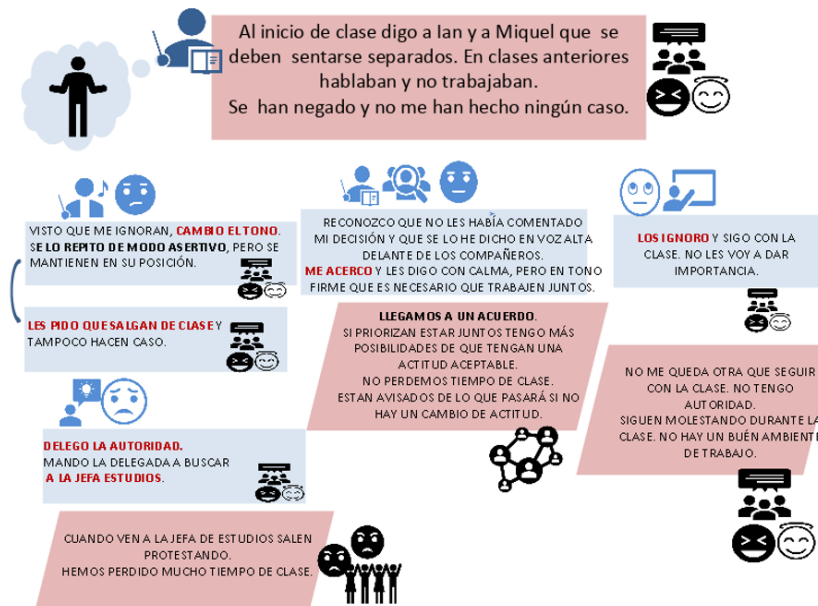 Al inicio de clase digo a Ian y a Miquel que se
deben sentarse separados. En clases anteriores
hablaban y no trabajaban.
Se han negado y no me han hecho ningún caso.
VISTO QUE ME IGNORAN, CAMBIO EL TONO.
SE LO REPITO DE MODO ASERTIVO, PERO SE
MANTIENEN EN SU POSICIÓN.
LES PIDO QUE SALGAN DE CLASE Y
TAMPOCO HACEN CASO.
DELEGO LA AUTORIDAD.
MANDO LA DELEGADA A BUSCAR
A LA JEFA ESTUDIOS.
CUANDO VEN A LA JEFA DE ESTUDIOS SALEN
PROTESTANDO.
HEMOS PERDIDO MUCHO TIEMPO DE CLASE.
RECONOZCO QUE NO LES HABÍA COMENTADO
MI DECISIÓN Y QUE SE LO HE DICHO EN VOZ ALTA
DELANTE DE LOS COMPAÑEROS.
ME ACERCO Y LES DIGO CON CALMA, PERO EN TONO
FIRME QUE ES NECESARIO QUE TRABAJEN JUNTOS.
LLEGAMOS A UN ACUERDO.
SI PRIORIZAN ESTAR JUNTOS TENGO MÁS
POSIBILIDADES DE QUE TENGAN UNA
ACTITUD ACEPTABLE.
NO PERDEMOS TIEMPO DE CLASE.
ESTAN AVISADOS DE LO QUE PASARÁ SI NO
HAY UN CAMBIO DE ACTITUD.
LOS IGNORO Y SIGO CON LA
CLASE. NO LES VOY A DAR
IMPORTANCIA.
NO ME QUEDA OTRA QUE SEGUIR
CON LA CLASE. NO TENGO
AUTORIDAD.
SIGUEN MOLESTANDO DURANTE LA
CLASE. NO HAY UN BUÉN AMBIENTE
DE TRABAJO.